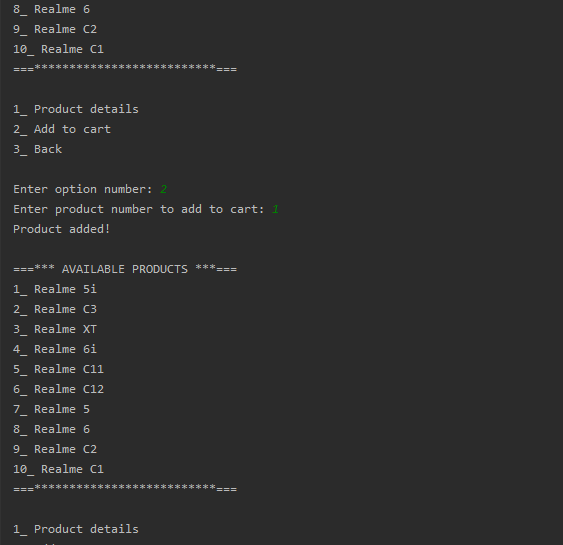 8_ Realme 6
9_ Realme C2
10_ Realme C1
===**************************===
1_ Product details
2_ Add to cart
3_ Back
Enter option number: 2
Enter product number to add to cart: 1
Product added!
===*** AVAILABLE PRODUCTS ***===
1_ Realme 5i
2_ Realme C3
3_ Realme XT
4_ Realme 6i
5_ Realme C11
6_ Realme C12
7_ Realme 5
8_ Realme 6
9_ Realme C2
10_ Realme C1
===**************************===
1_ Product details